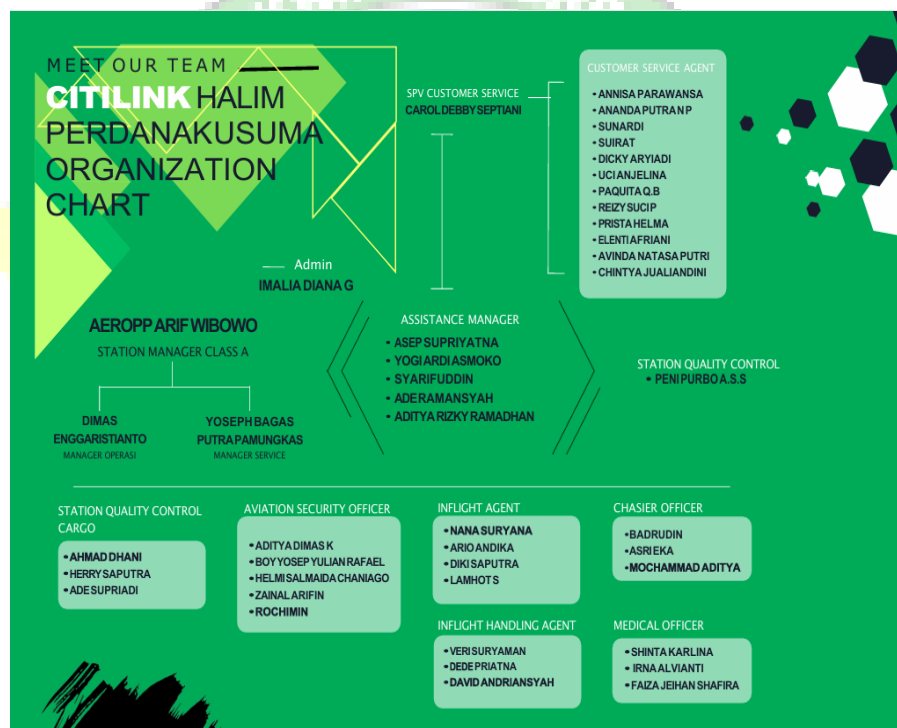 MEET OUR TEAM
CITILINK HALIM
PERDANAKUSUMA
ORGANIZATION
CHART
SPV CUSTOMER SERVICE
CAROL DEBBY SEPTIANI
CUSTOMER SERVICE AGENT
• ANNISA PARAWANSA
• ANANDA PUTRA N P
• SUNARDI
• SUIRAT
• DICKY ARYIADI
• UCI ANJELINA
• PAQUITA Q.B
• REIZY SUCI P
• PRISTA HELMA
• ELENTI AFRIANI
• AVINDA NATASA PUTRI
• CHINTYA JUALIANDINI
Admin
IMALIA DIANA G
AEROPP ARIF WIBOWO
STATION MANAGER CLASS A
DIMAS
ENGGARISTIANTO
MANAGER OPERASI
YOSEPH BAGAS
PUTRA PAMUNGKAS
MANAGER SERVICE
ASSISTANCE MANAGER
• ASEP SUPRIYATNA
• YOGI ARDI ASMOKO
• SYARIFUDDIN
• ADE RAMANSYAH
• ADITYA RIZKY RAMADHAN
STATION QUALITY CONTROL
• PENI PURBO A.S.S
STATION QUALITY CONTROL
CARGO
• AHMAD DHANI
• HERRY SAPUTRA
• ADE SUPRIADI
AVIATION SECURITY OFFICER
• ADITYA DIMAS K
• BOY YOSEP YULIAN RAFAEL
• HELMI SALMAIDA CHANIAGO
• ZAINAL ARIFIN
• ROCHIMIN
INFLIGHT AGENT
• NANA SURYANA
• ARIO ANDIKA
• DIKI SAPUTRA
• LAMHOT S
CHASIER OFFICER
• BADRUDIN
• ASRI EKA
• MOCHAMMAD ADITYA
INFLIGHT HANDLING AGENT
• VERI SURYAMAN
• DEDE PRIATNA
• DAVID ANDRIANSYAH
MEDICAL OFFICER
• SHINTA KARLINA
• IRNA ALVIANTI
• FAIZA JEIHAN SHAFIRA